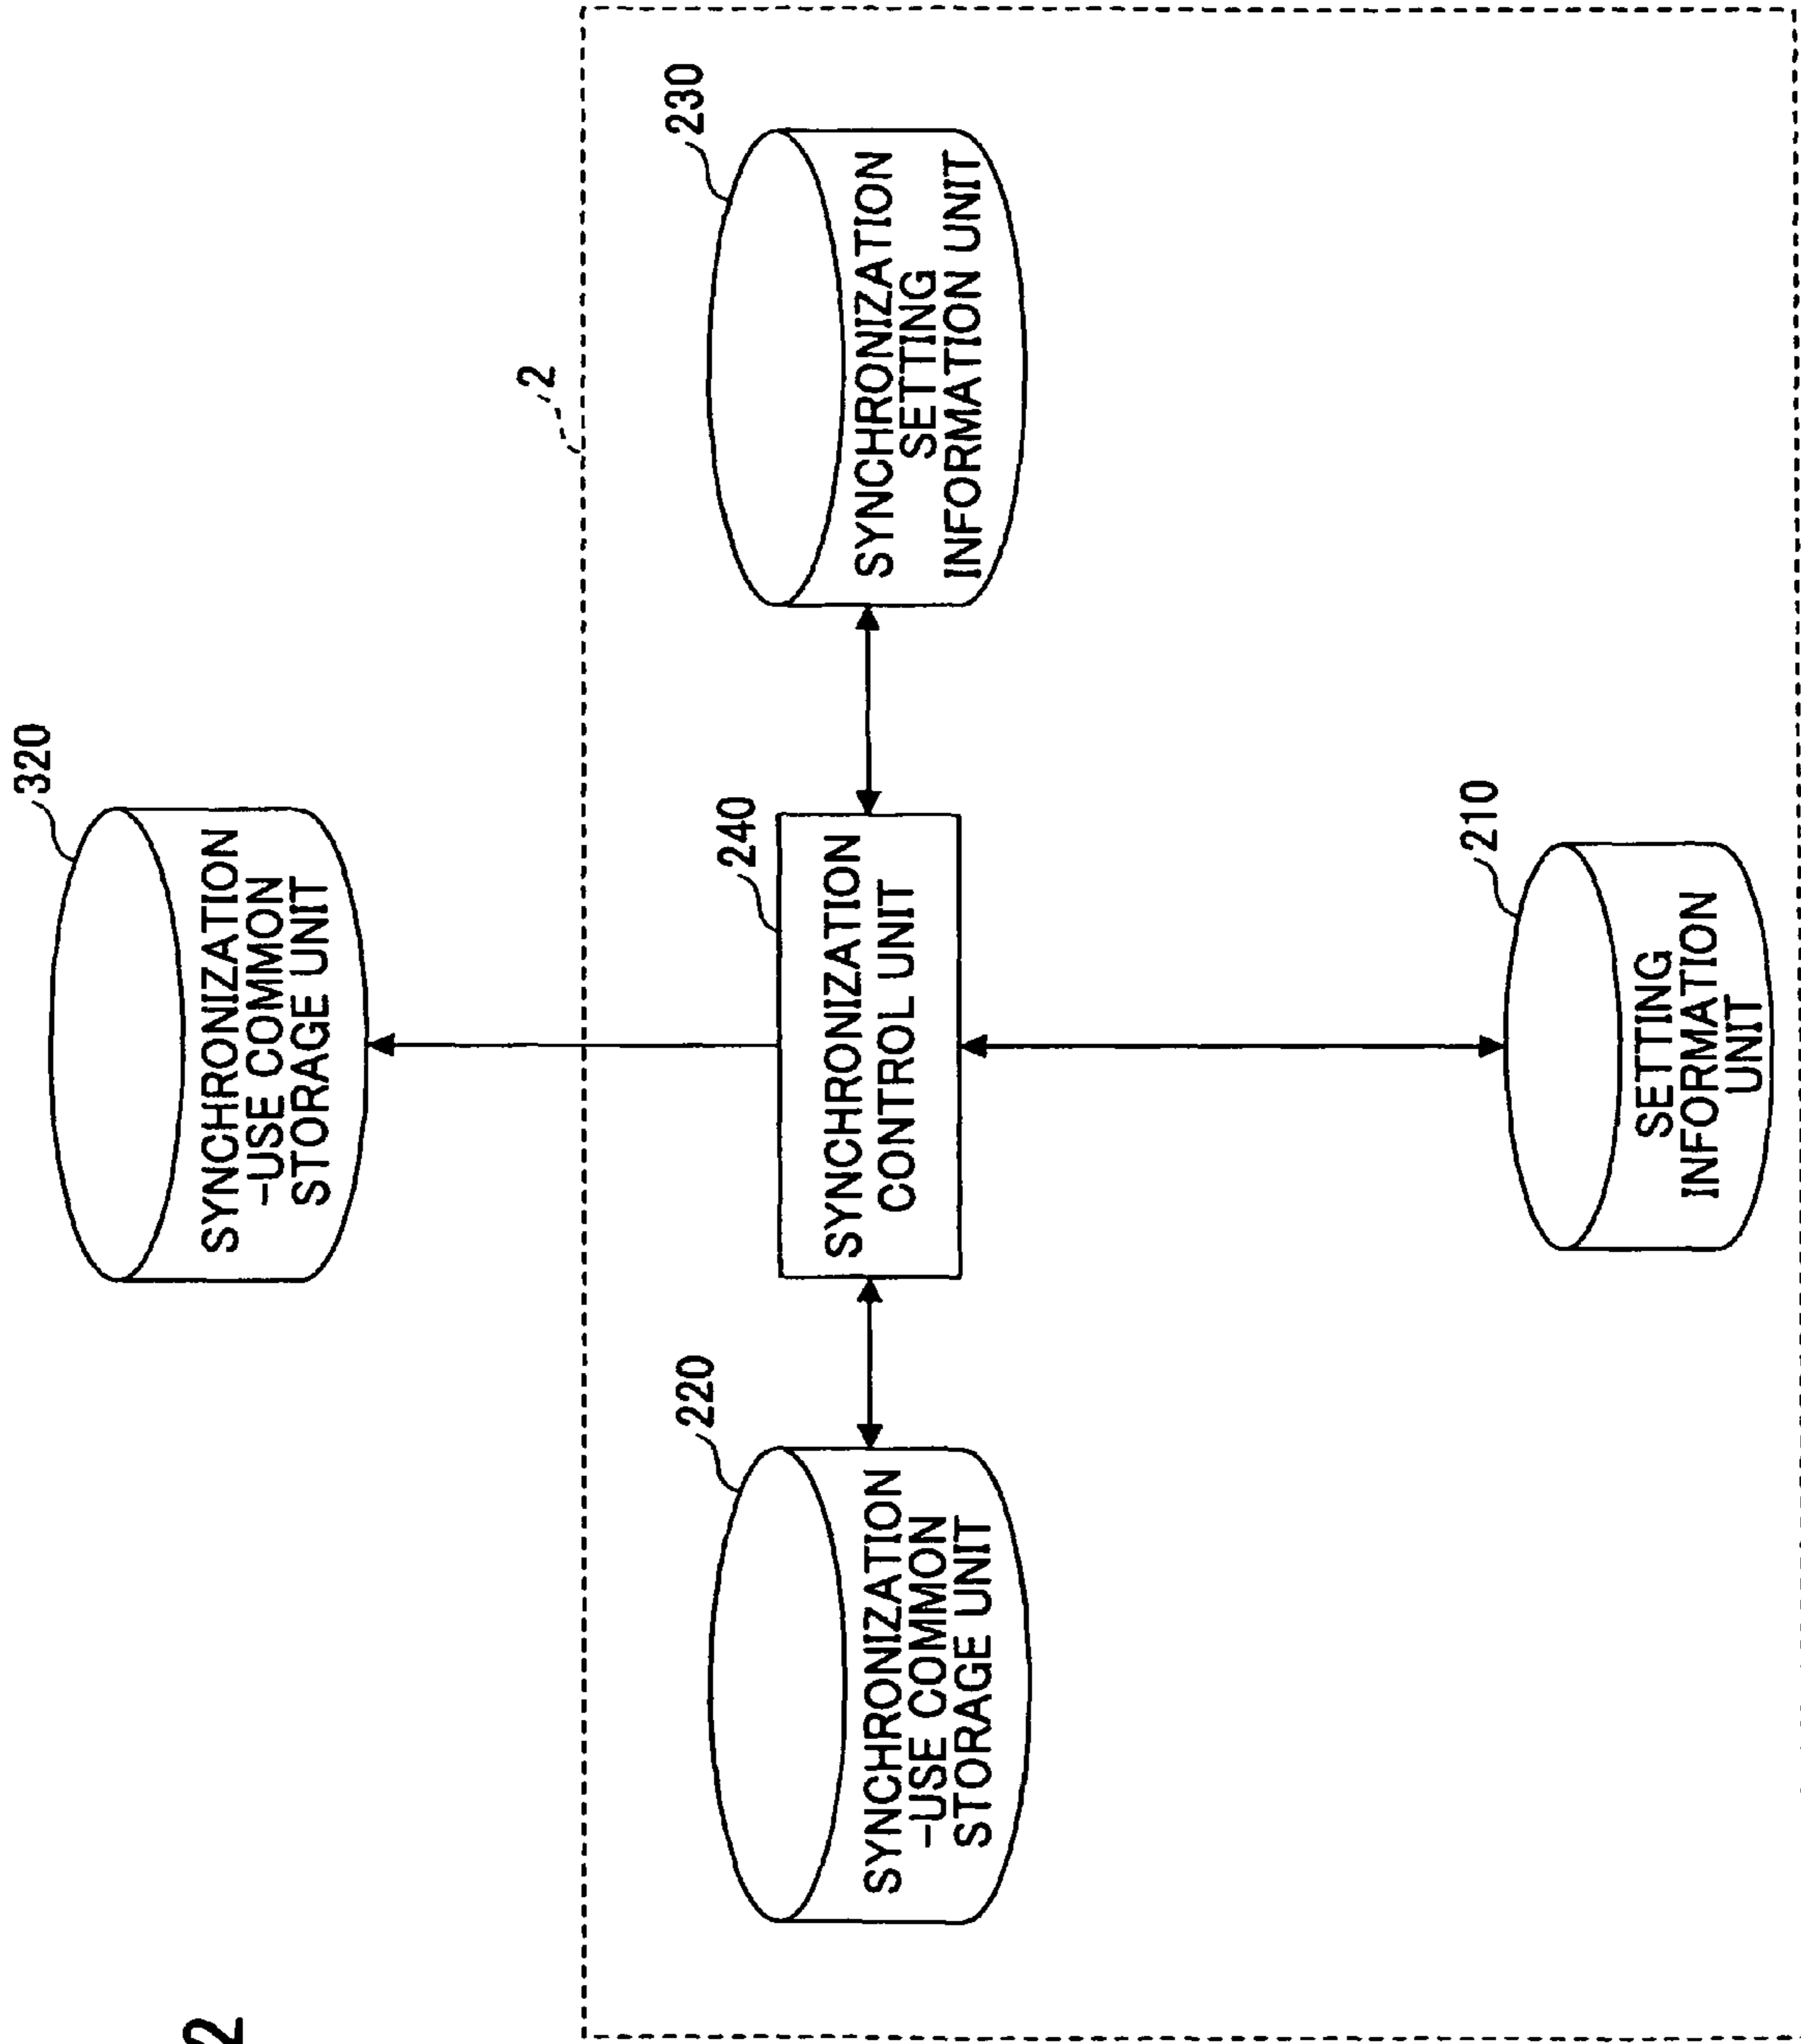 2
320
SYNCHRONIZATION
-USE COMMON
STORAGE UNIT
2
220
SYNCHRONIZATION
-USE COMMON
STORAGE UNIT
240
SYNCHRONIZATION
CONTROL UNIT
230
SYNCHRONIZATION
SETTING
INFORMATION UNIT
210
SETTING
INFORMATION
UNIT